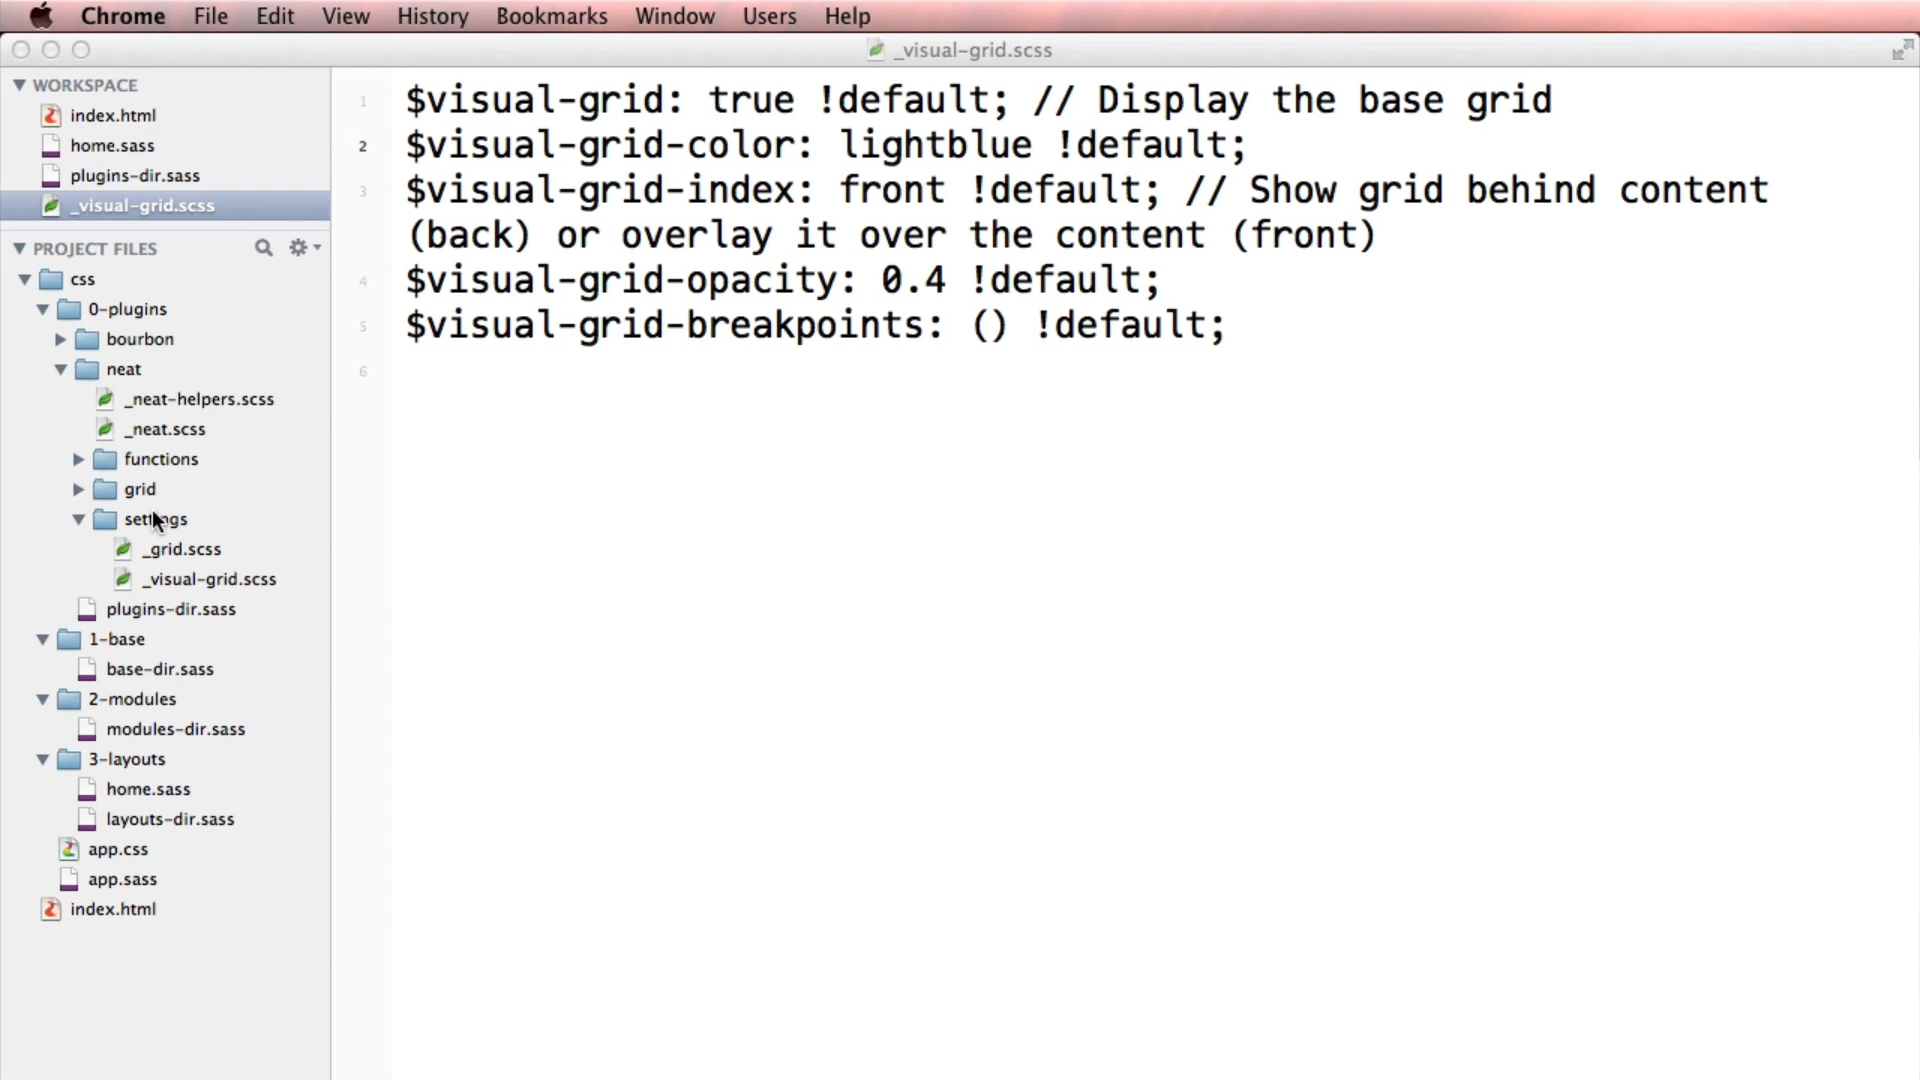 Chrome File Edit View History Bookmarks Window Users Help
_visual-grid.scss
WORKSPACE
index.html
home.sass
plugins-dir.sass
_visual-grid.scss
PROJECT FILES
css
0-plugins
bourbon
neat
_neat-helpers.scss
_neat.scss
functions
grid
settings
_grid.scss
_visual-grid.scss
plugins-dir.sass
1-base
base-dir.sass
2-modules
modules-dir.sass
3-layouts
home.sass
layouts-dir.sass
app.css
app.sass
index.html
1 $visual-grid: true !default; // Display the base grid
2 $visual-grid-color: lightblue !default;
3 $visual-grid-index: front !default; // Show grid behind content
(back) or overlay it over the content (front)
4 $visual-grid-opacity: 0.4 !default;
5 $visual-grid-breakpoints: () !default;
6